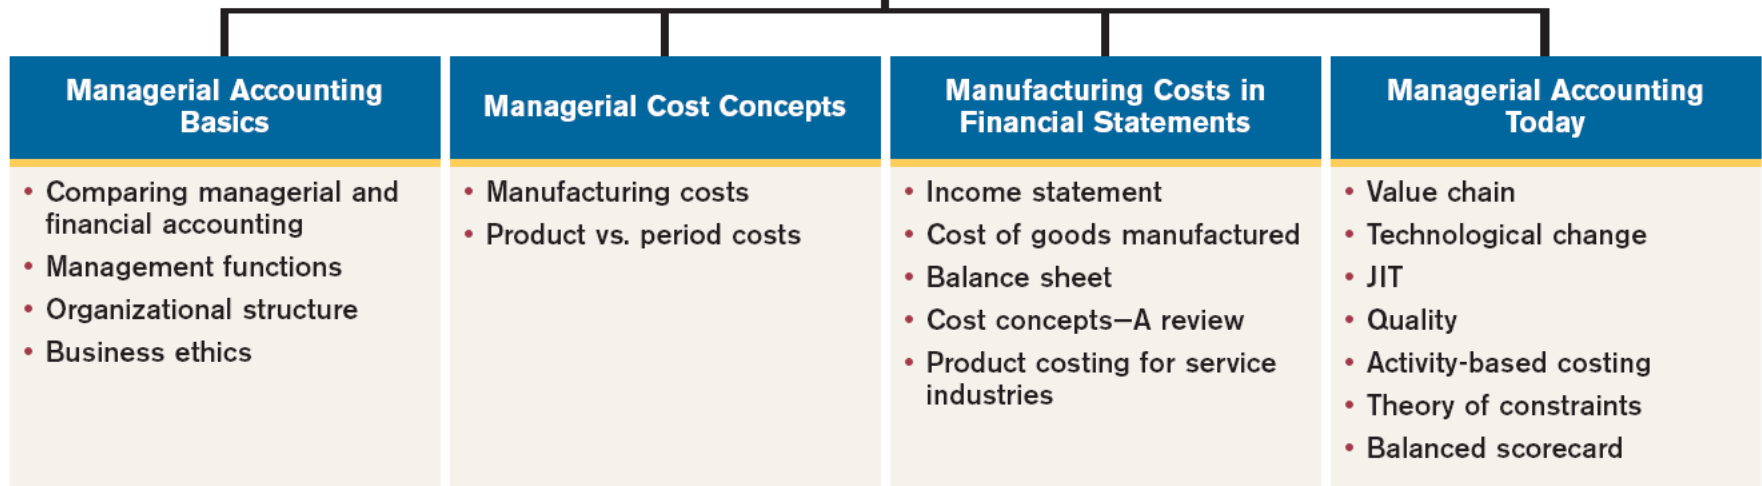 Managerial Accounting
Basics
• Comparing managerial and
financial accounting
• Management functions
• Organizational structure
• Business ethics
Managerial Cost Concepts
• Manufacturing costs
• Product vs. period costs
Manufacturing Costs in
Financial Statements
• Income statement
• Cost of goods manufactured
• Balance sheet
• Cost concepts—A review
• Product costing for service
industries
Managerial Accounting
Today
• Value chain
• Technological change
• JIT
• Quality
• Activity-based costing
• Theory of constraints
• Balanced scorecard